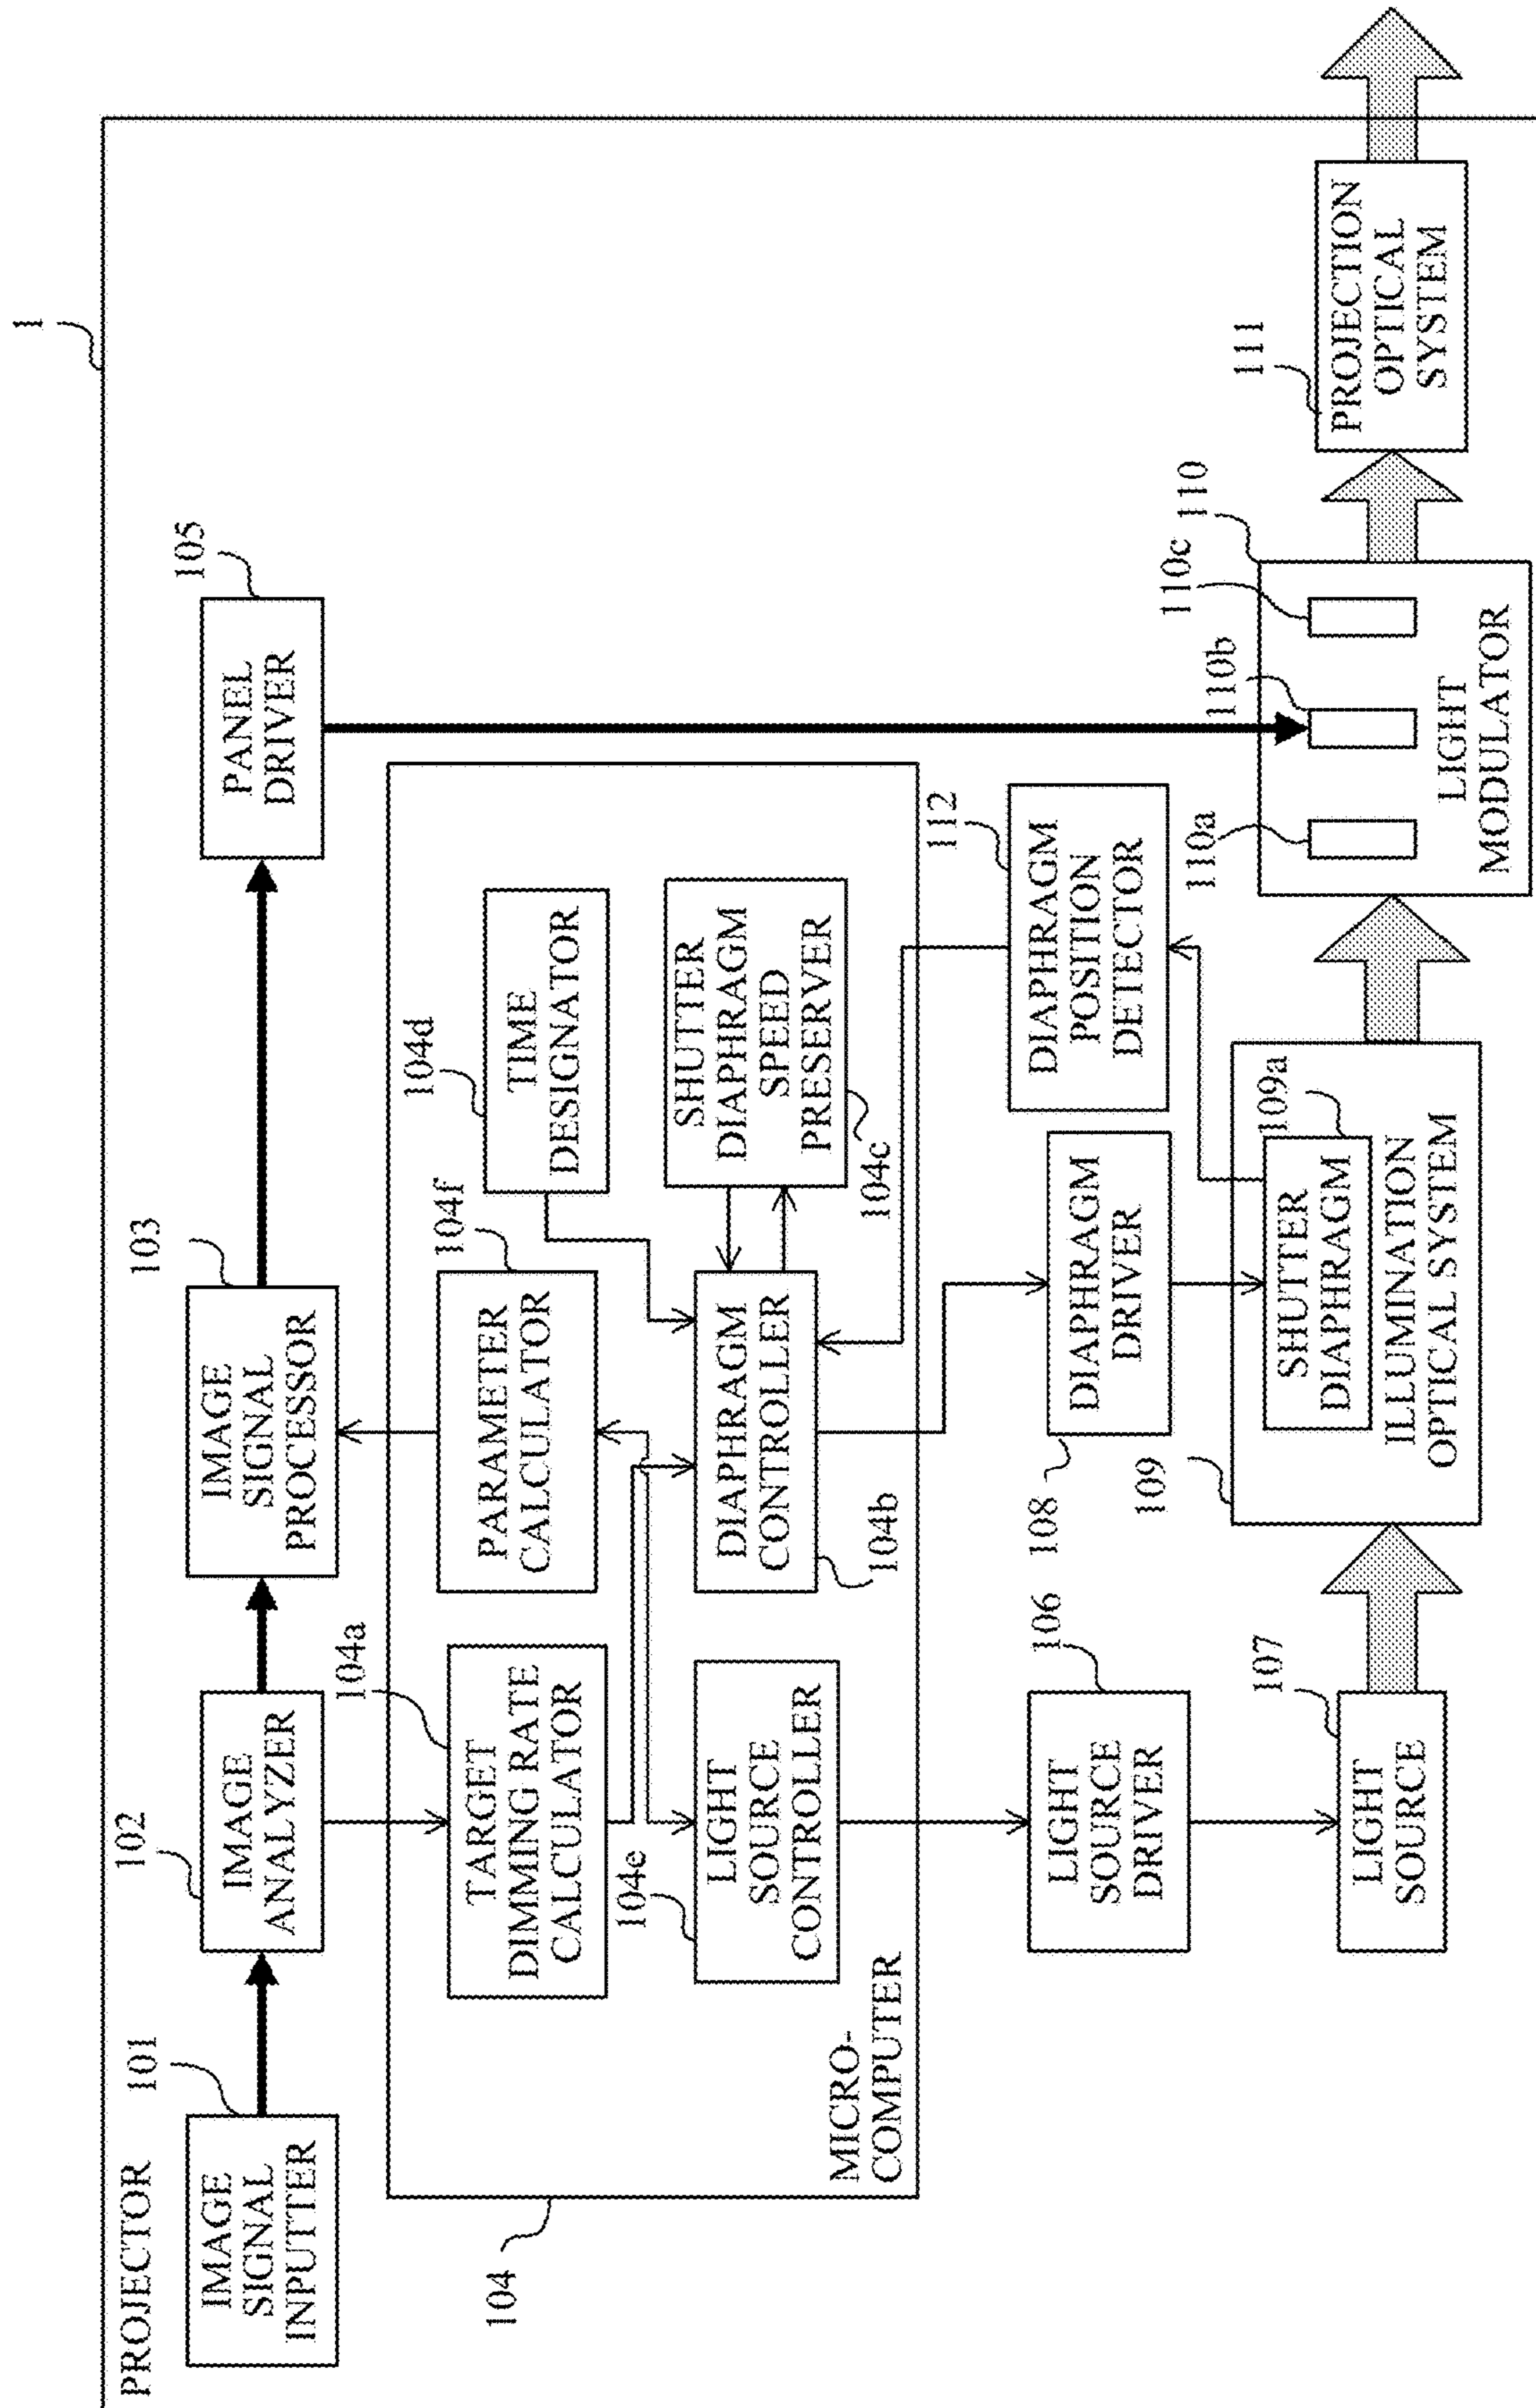 1
PROJECTOR
101
IMAGE
SIGNAL
INPUTTER
102
IMAGE
ANALYZER
103
IMAGE
SIGNAL
PROCESSOR
105
PANEL
DRIVER
104
MICRO-
COMPUTER
104a
TARGET
DIMMING RATE
CALCULATOR
104f
PARAMETER
CALCULATOR
104d
TIME
DESIGNATOR
104e
LIGHT
SOURCE
CONTROLLER
DIAPHRAGM
CONTROLLER
104b
SHUTTER
DIAPHRAGM
SPEED
PRESERVER
104c
106
LIGHT
SOURCE
DRIVER
108
DIAPHRAGM
DRIVER
112
DIAPHRAGM
POSITION
DETECTOR
107
LIGHT
SOURCE
109
109a
SHUTTER
DIAPHRAGM
ILLUMINATION
OPTICAL SYSTEM
110a
110b
110c
110
LIGHT
MODULATOR
111
PROJECTION
OPTICAL
SYSTEM